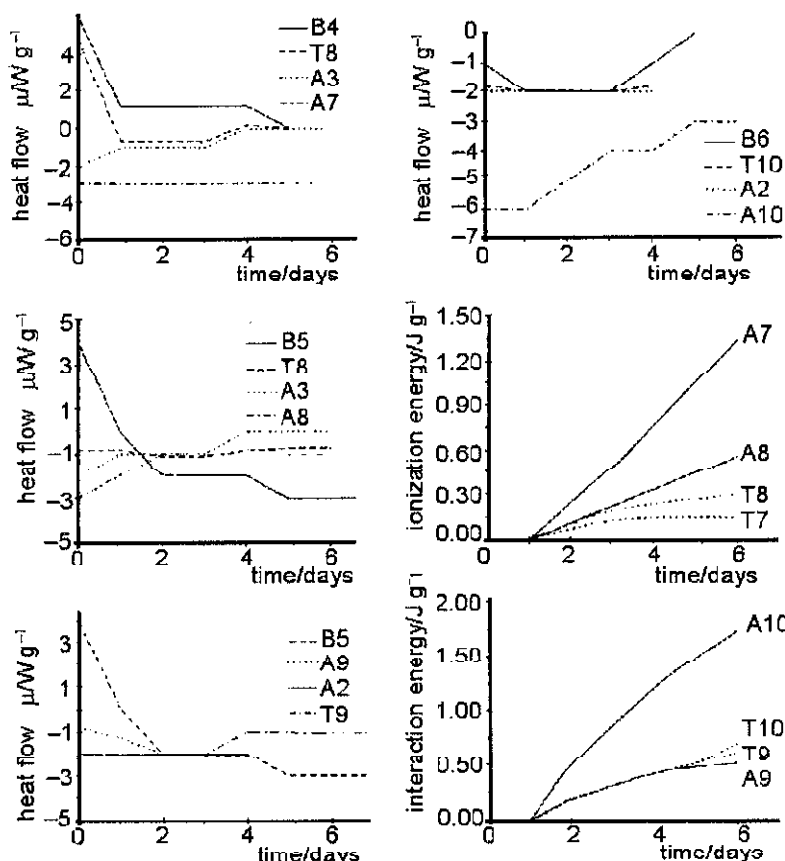 heat flow μ/W g⁻¹
4
2
0
−2
−4
−6
0 2 4 6
time/days
B4
T8
A3
A7
heat flow μ/W g⁻¹
0
−1
−2
−3
−4
−5
−6
−7
0 2 4 6
time/days
B6
T10
A2
A10
heat flow μ/W g⁻¹
5
3
1
−1
−3
−5
0 2 4 6
time/days
B5
T8
A3
A8
ionization energy/J g⁻¹
1.50
1.20
0.90
0.60
0.30
0.00
0 2 4 6
time/days
A7
A8
T8
T7
heat flow μ/W g⁻¹
3
1
−1
−3
−5
0 2 4 6
time/days
B5
A9
A2
T9
interaction energy/J g⁻¹
2.00
1.50
1.00
0.50
0.00
0 2 4 6
time/days
A10
T10
T9
A9